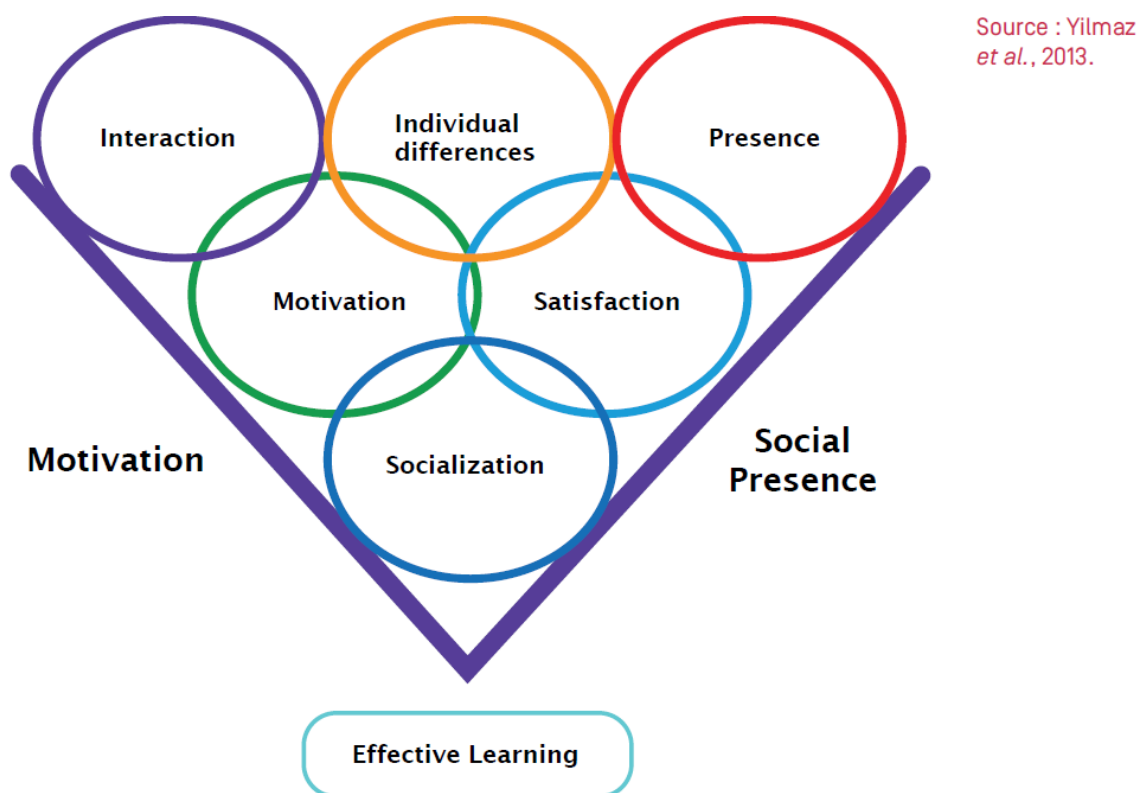 Source : Yilmaz
et al., 2013.
Interaction
Individual
differences
Presence
Motivation
Satisfaction
Motivation
Socialization
Social
Presence
Effective Learning